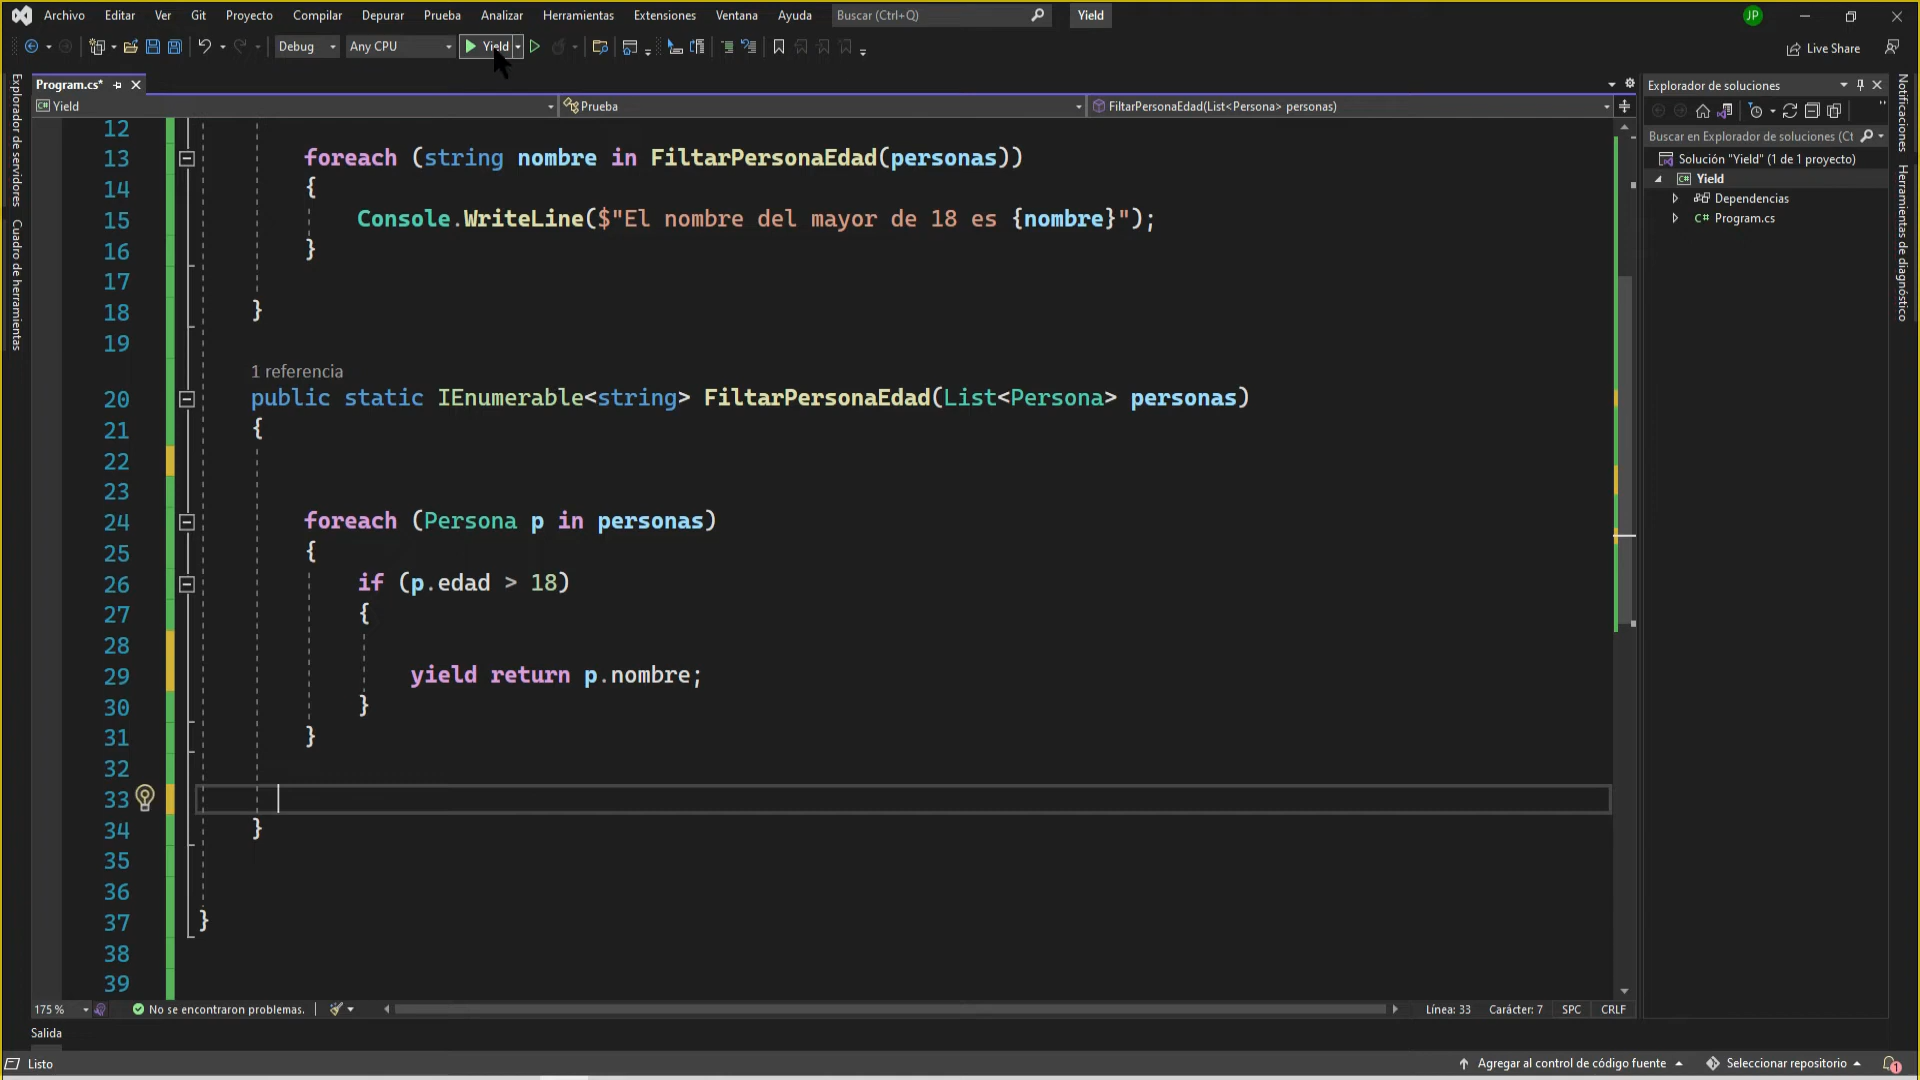 Archivo Editar Ver Git Proyecto Compilar Depurar Prueba Analizar Herramientas Extensiones Ventana Ayuda Buscar (Ctrl+Q) Yield JP
Debug Any CPU Yield Live Share
Explorador de servidores
Cuadro de herramientas
Program.cs*
C# Yield Prueba FiltarPersonaEdad(List<Persona> personas)
12
13 foreach (string nombre in FiltarPersonaEdad(personas))
14 {
15 Console.WriteLine($"El nombre del mayor de 18 es {nombre}");
16 }
17
18 }
19
1 referencia
20 public static IEnumerable<string> FiltarPersonaEdad(List<Persona> personas)
21 {
22
23
24 foreach (Persona p in personas)
25 {
26 if (p.edad > 18)
27 {
28
29 yield return p.nombre;
30 }
31 }
32
33
34 }
35
36
37 }
38
39
175 % No se encontraron problemas. Línea: 33 Carácter: 7 SPC CRLF
Salida
Listo Agregar al control de código fuente Seleccionar repositorio 1
Explorador de soluciones
Buscar en Explorador de soluciones (Ct
Solución "Yield" (1 de 1 proyecto)
C# Yield
Dependencias
C# Program.cs
Notificaciones
Herramientas de diagnóstico